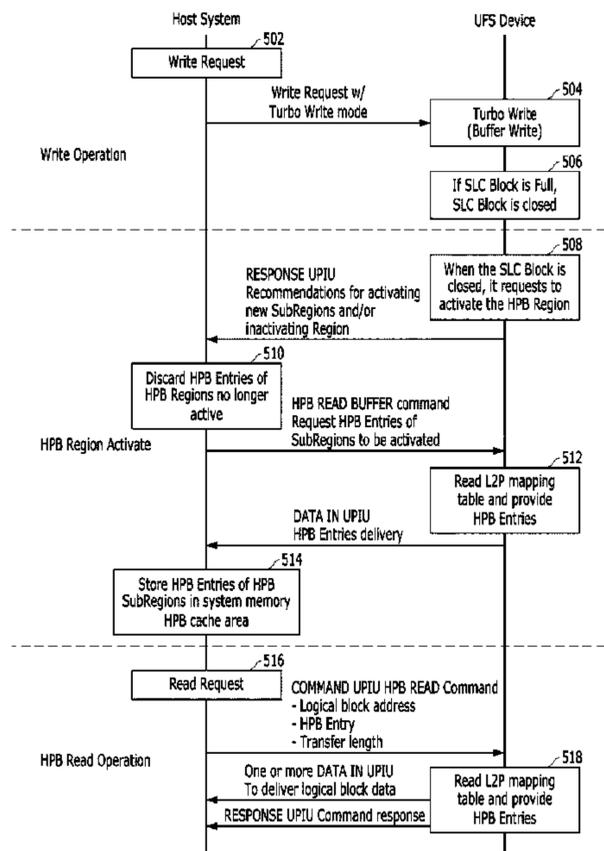 Host System
UFS Device
502
Write Request
Write Request w/
Turbo Write mode
504
Turbo Write
(Buffer Write)
Write Operation
506
If SLC Block is Full,
SLC Block is closed
508
When the SLC Block is
closed, it requests to
activate the HPB Region
RESPONSE UPIU
Recommendations for activating
new SubRegions and/or
inactivating Region
510
Discard HPB Entries of
HPB Regions no longer
active
HPB READ BUFFER command
Request HPB Entries of
SubRegions to be activated
HPB Region Activate
512
Read L2P mapping
table and provide
HPB Entries
DATA IN UPIU
HPB Entries delivery
514
Store HPB Entries of HPB
SubRegions in system memory
HPB cache area
516
Read Request
COMMAND UPIU HPB READ Command
- Logical block address
- HPB Entry
- Transfer length
HPB Read Operation
518
Read L2P mapping
table and provide
HPB Entries
One or more DATA IN UPIU
To deliver logical block data
RESPONSE UPIU Command response